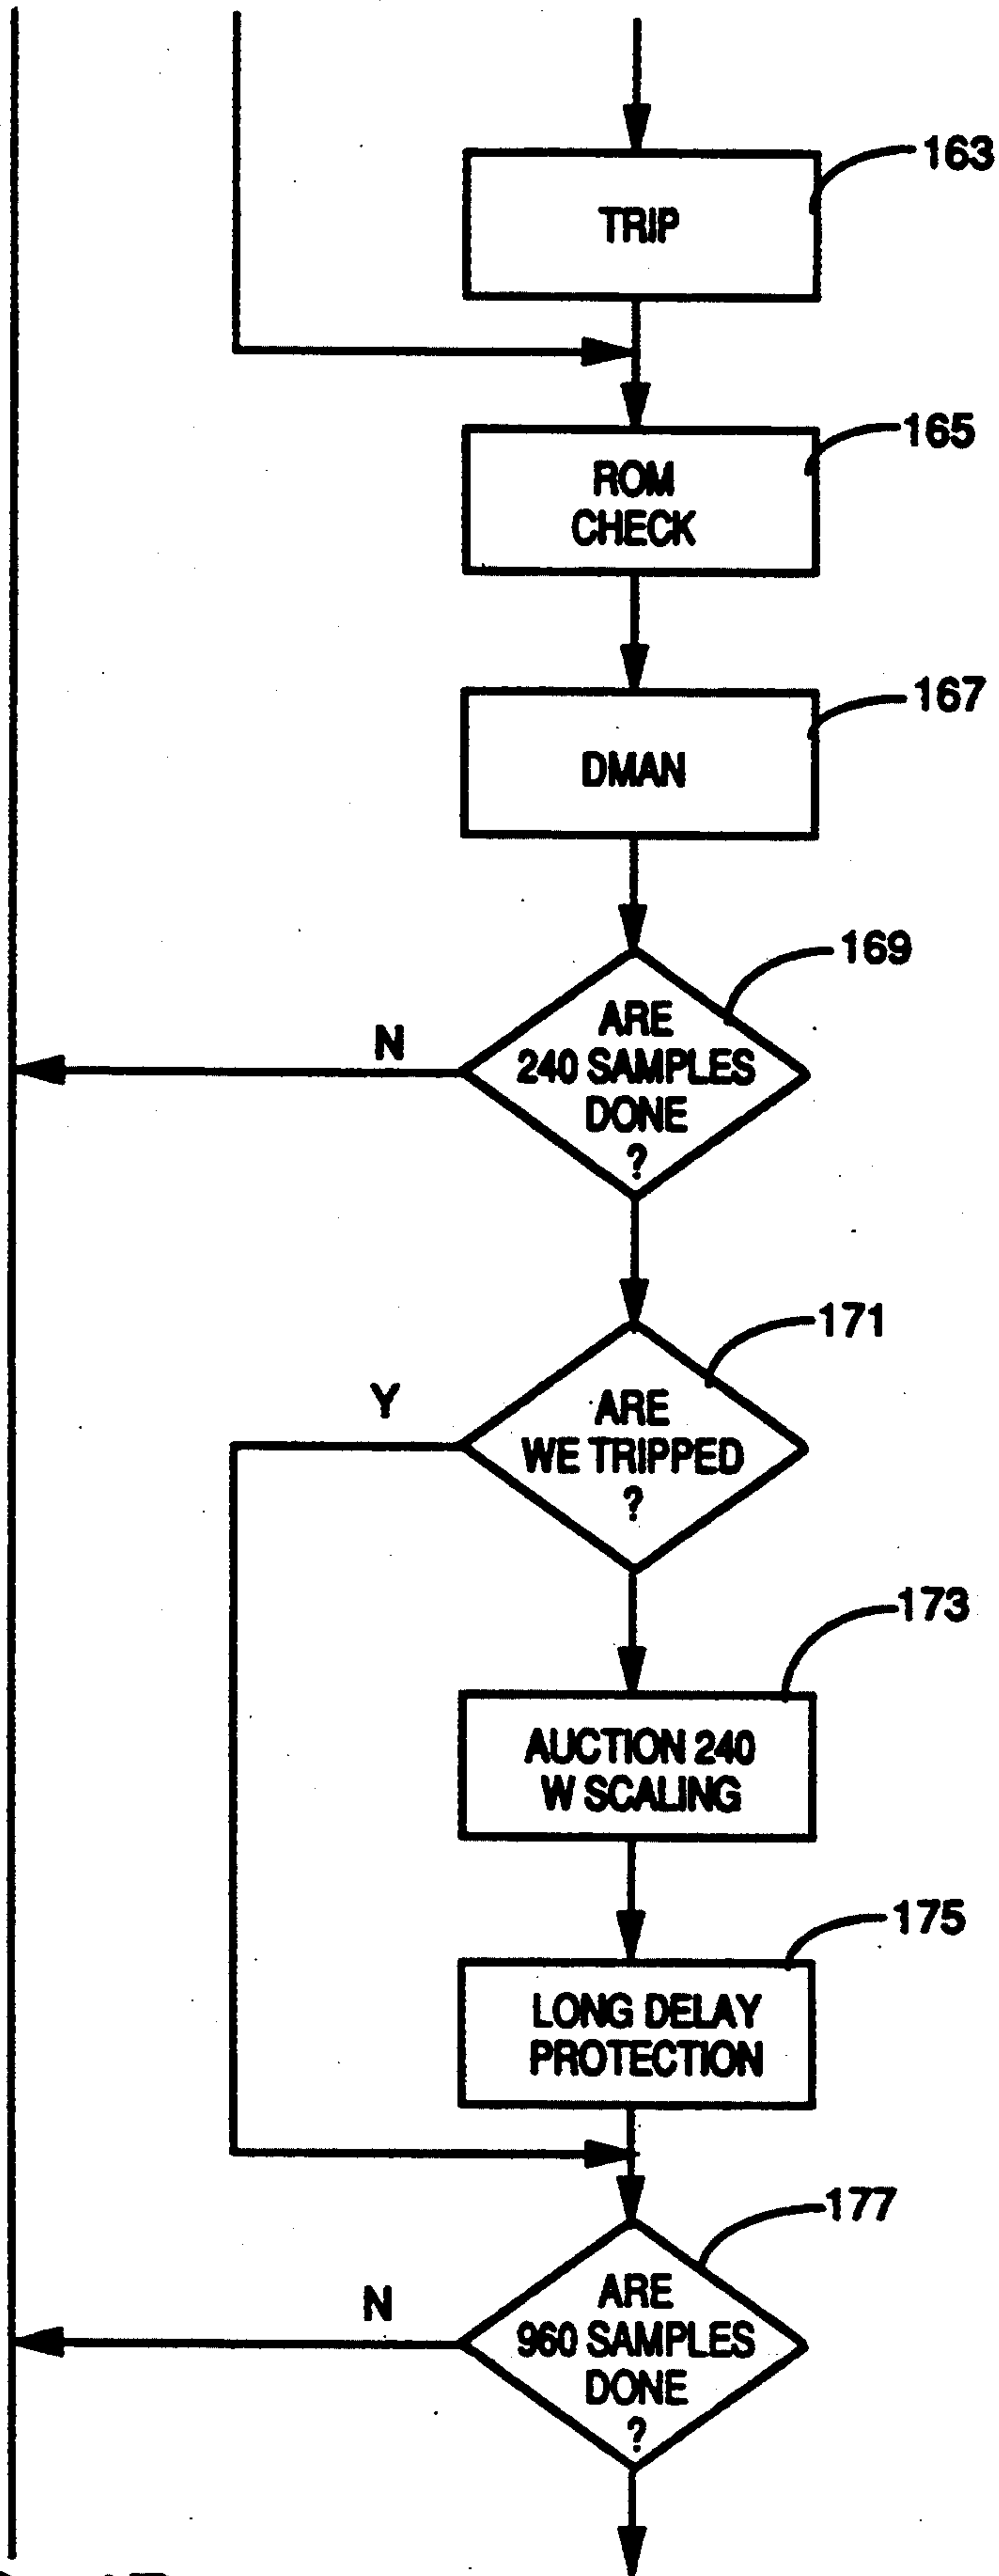 163
TRIP
165
ROM
CHECK
167
DMAN
169
ARE
240 SAMPLES
DONE
?
N
171
ARE
WE TRIPPED
?
Y
173
AUCTION 240
W SCALING
175
LONG DELAY
PROTECTION
177
ARE
960 SAMPLES
DONE
?
N